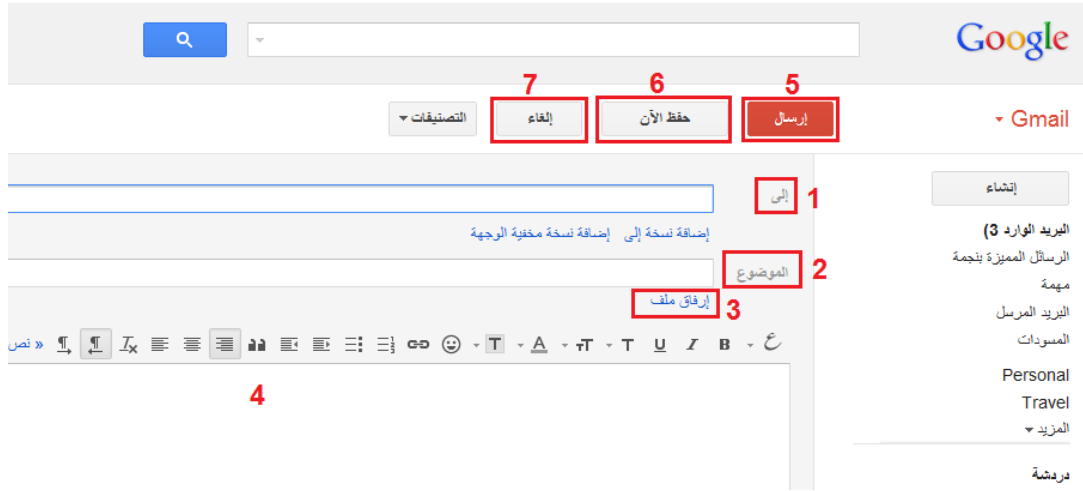 Google
7 6 5
Gmail
إرسال
حفظ الآن
إلغاء
التصنيفات
إنشاء
البريد الوارد 3)
الرسائل المميزة بنجمة
مهمة
البريد المرسل
المسودات
Personal
Travel
المزيد
دردشة
إلى 1
إضافة نسخة إلى إضافة نسخة مخفية الوجهة
الموضوع 2
إرفاق ملف 3
ع B I U T тT A T « نص
4